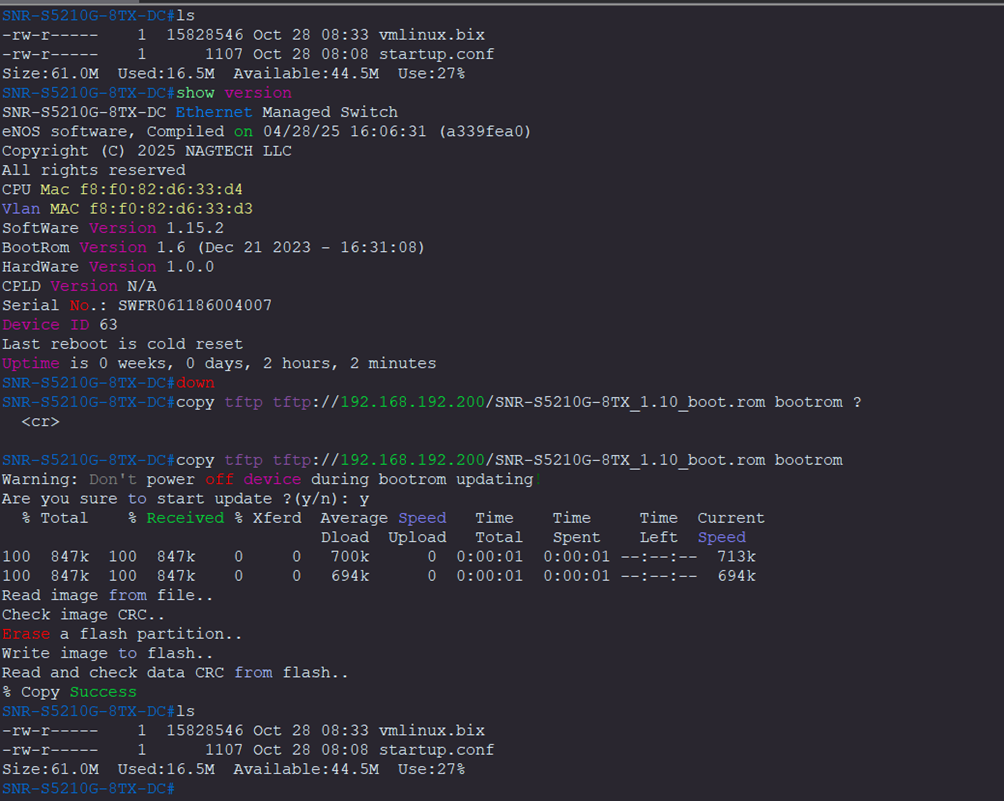 SNR-S5210G-8TX-DC#ls
-rw-r-----    1  15828546 Oct 28 08:33 vmlinux.bix
-rw-r-----    1      1107 Oct 28 08:08 startup.conf
Size:61.0M  Used:16.5M  Available:44.5M  Use:27%
SNR-S5210G-8TX-DC#show version
SNR-S5210G-8TX-DC Ethernet Managed Switch
eNOS software, Compiled on 04/28/25 16:06:31 (a339fea0)
Copyright (C) 2025 NAGTECH LLC
All rights reserved
CPU Mac f8:f0:82:d6:33:d4
Vlan MAC f8:f0:82:d6:33:d3
SoftWare Version 1.15.2
BootRom Version 1.6 (Dec 21 2023 - 16:31:08)
HardWare Version 1.0.0
CPLD Version N/A
Serial No.: SWFR061186004007
Device ID 63
Last reboot is cold reset
Uptime is 0 weeks, 0 days, 2 hours, 2 minutes
SNR-S5210G-8TX-DC#down
SNR-S5210G-8TX-DC#copy tftp tftp://192.168.192.200/SNR-S5210G-8TX_1.10_boot.rom bootrom ?
  <cr>
SNR-S5210G-8TX-DC#copy tftp tftp://192.168.192.200/SNR-S5210G-8TX_1.10_boot.rom bootrom
Warning: Don't power off device during bootrom updating!
Are you sure to start update ?(y/n): y
  % Total    % Received % Xferd  Average Speed   Time    Time     Time  Current
                                 Dload  Upload   Total   Spent    Left  Speed
100  847k  100  847k    0     0   700k      0  0:00:01  0:00:01 --:--:--  713k
100  847k  100  847k    0     0   694k      0  0:00:01  0:00:01 --:--:--  694k
Read image from file..
Check image CRC..
Erase a flash partition..
Write image to flash..
Read and check data CRC from flash..
% Copy Success
SNR-S5210G-8TX-DC#ls
-rw-r-----    1  15828546 Oct 28 08:33 vmlinux.bix
-rw-r-----    1      1107 Oct 28 08:08 startup.conf
Size:61.0M  Used:16.5M  Available:44.5M  Use:27%
SNR-S5210G-8TX-DC#